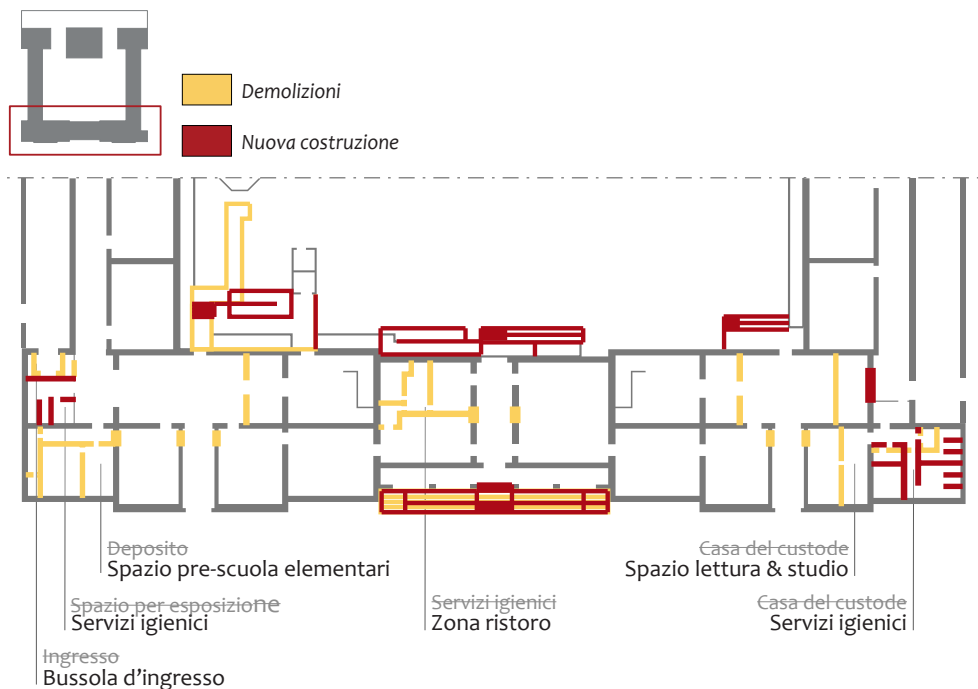 Demolizioni
Nuova costruzione
Deposito
Spazio pre-scuola elementari
Casa del custode
Spazio lettura & studio
Spazio per esposizione
Servizi igienici
Servizi igienici
Zona ristoro
Casa del custode
Servizi igienici
Ingresso
Bussola d'ingresso